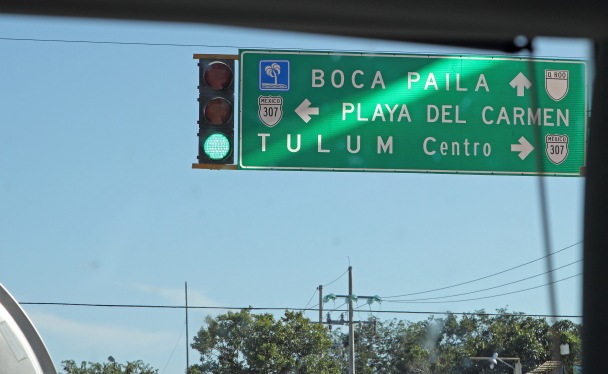 BOCA PAILA Q. ROO
MEXICO 307 PLAYA DEL CARMEN
TULUM Centro MEXICO 307